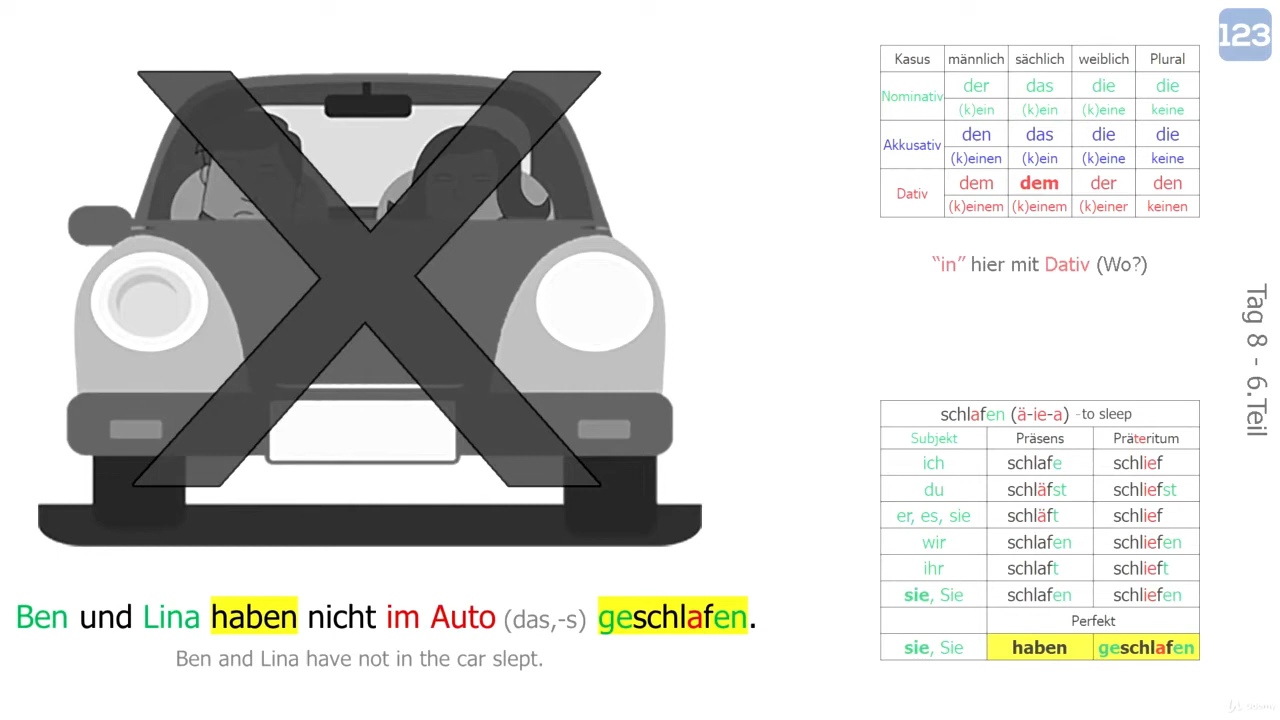 123
Kasus männlich sächlich weiblich Plural
Nominativ der das die die
(k)ein (k)ein (k)eine keine
Akkusativ den das die die
(k)einen (k)ein (k)eine keine
Dativ dem dem der den
(k)einem (k)einem (k)einer keinen
“in” hier mit Dativ (Wo?)
Tag 8 - 6.Teil
schlafen (ä-ie-a) -to sleep
Subjekt Präsens Präteritum
ich schlafe schlief
du schläfst schliefst
er, es, sie schläft schlief
wir schlafen schliefen
ihr schlaft schlieft
sie, Sie schlafen schliefen
Perfekt
sie, Sie haben geschlafen
Ben und Lina haben nicht im Auto (das,-s) geschlafen.
Ben and Lina have not in the car slept.